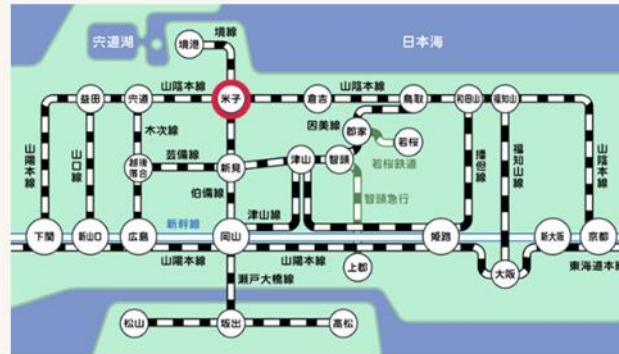 宍道湖
境港
境線
日本海
山陰本線
山陰本線
益田
宍道
米子
倉吉
鳥取
和田山
福知山
因美線
郡家
若桜
木次線
芸備線
越後落合
新見
津山
智頭
若桜鉄道
山陽本線
山口線
伯備線
播但線
福知山線
山陰本線
津山線
智頭急行
新幹線
下関
新山口
広島
岡山
姫路
新大阪
京都
山陽本線
山陽本線
上郡
大阪
東海道本線
瀬戸大橋線
松山
坂出
高松